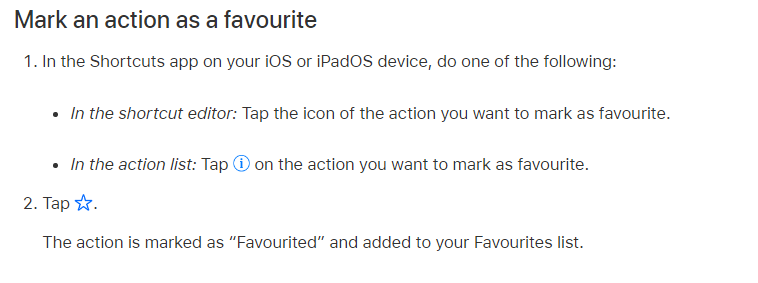 Mark an action as a favourite
1. In the Shortcuts app on your iOS or iPadOS device, do one of the following:
• In the shortcut editor: Tap the icon of the action you want to mark as favourite.
• In the action list: Tap ⓘ on the action you want to mark as favourite.
2. Tap ☆.
The action is marked as “Favourited” and added to your Favourites list.